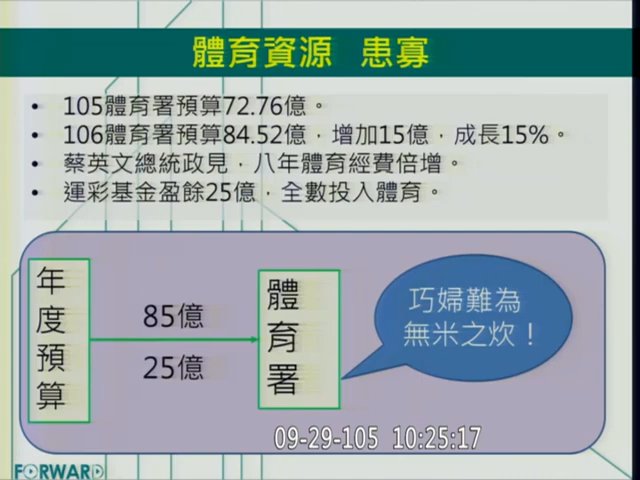 體育資源 患寡
• 105體育署預算72.76億。
• 106體育署預算84.52億，增加15億，成長15%。
• 蔡英文總統政見，八年體育經費倍增。
• 運彩基金盈餘25億，全數投入體育。
年度預算
85億
25億
體育署
巧婦難為
無米之炊！
09-29-105 10:25:17
FORWARD